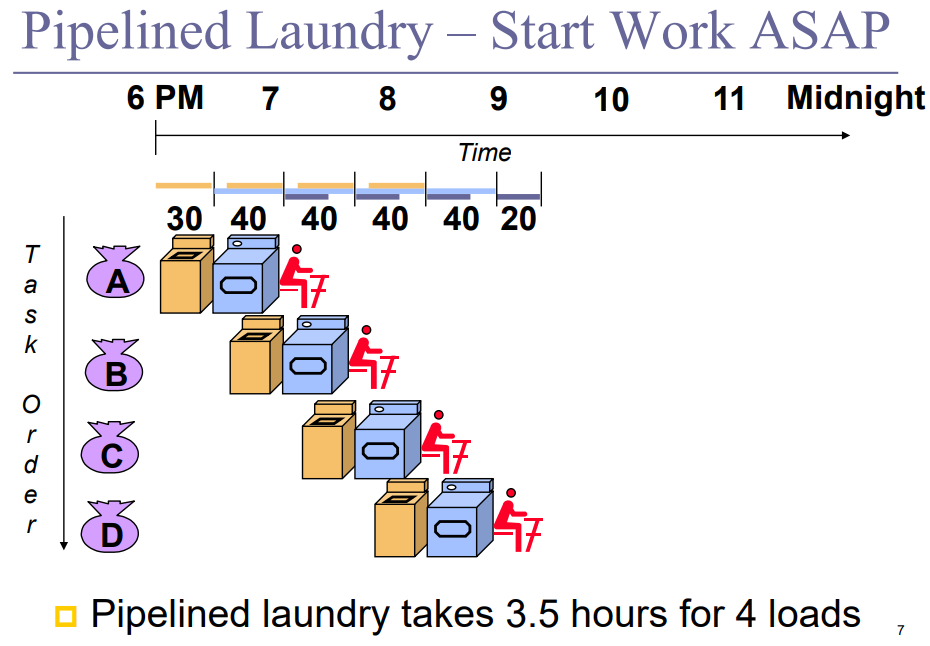 Pipelined Laundry – Start Work ASAP
6 PM 7 8 9 10 11 Midnight
Time
30 40 40 40 40 20
Task Order
A
B
C
D
Pipelined laundry takes 3.5 hours for 4 loads
7